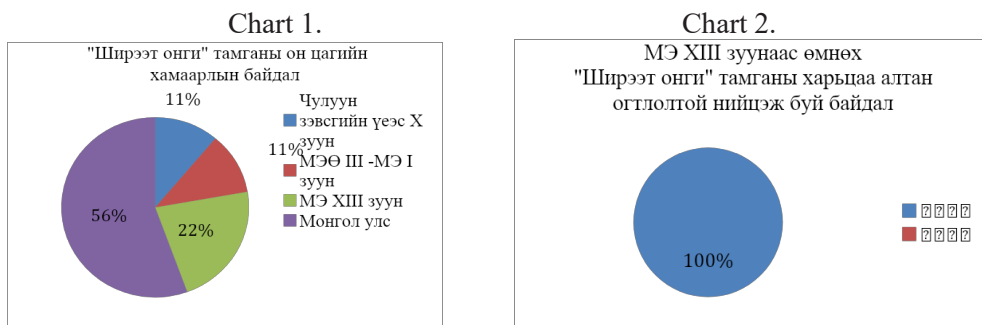 Chart 1.
"Ширээт онги" тамганы он цагийн
хамаарлын байдал
11%
11%
22%
56%
Чулуун
зэвсгийн үеэс X
зуун
МЭӨ III -МЭ I
зуун
МЭ XIII зуун
Монгол улс
Chart 2.
МЭ XIII зуунаас өмнөх
"Ширээт онги" тамганы харьцаа алтан
огтлолтой нийцэж буй байдал
100%